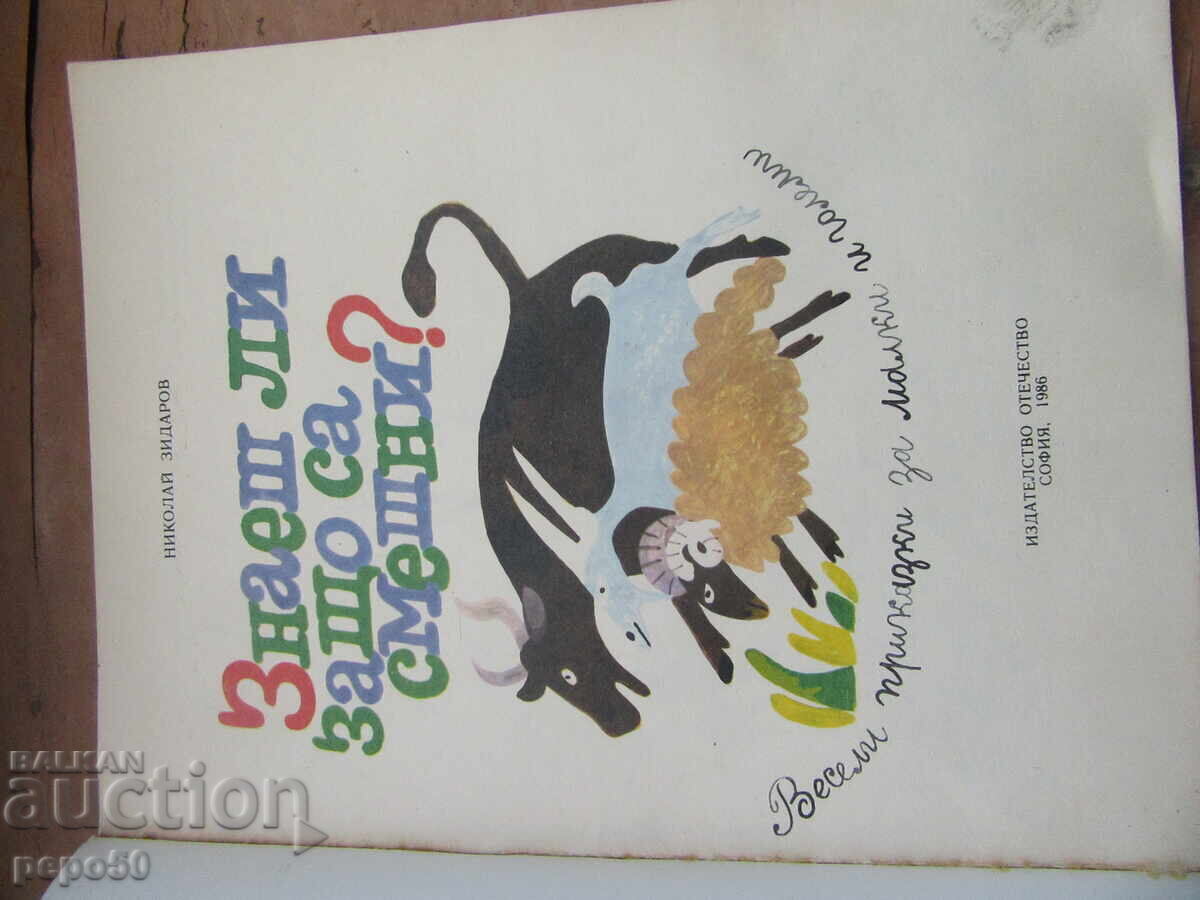 НИКОЛАЙ ЗИДАРОВ
Знаеш ли
защо са
смешни?
Весели приказки за малки и големи
ИЗДАТЕЛСТВО ОТЕЧЕСТВО
СОФИЯ, 1986
BALKAN
auction
pepo50